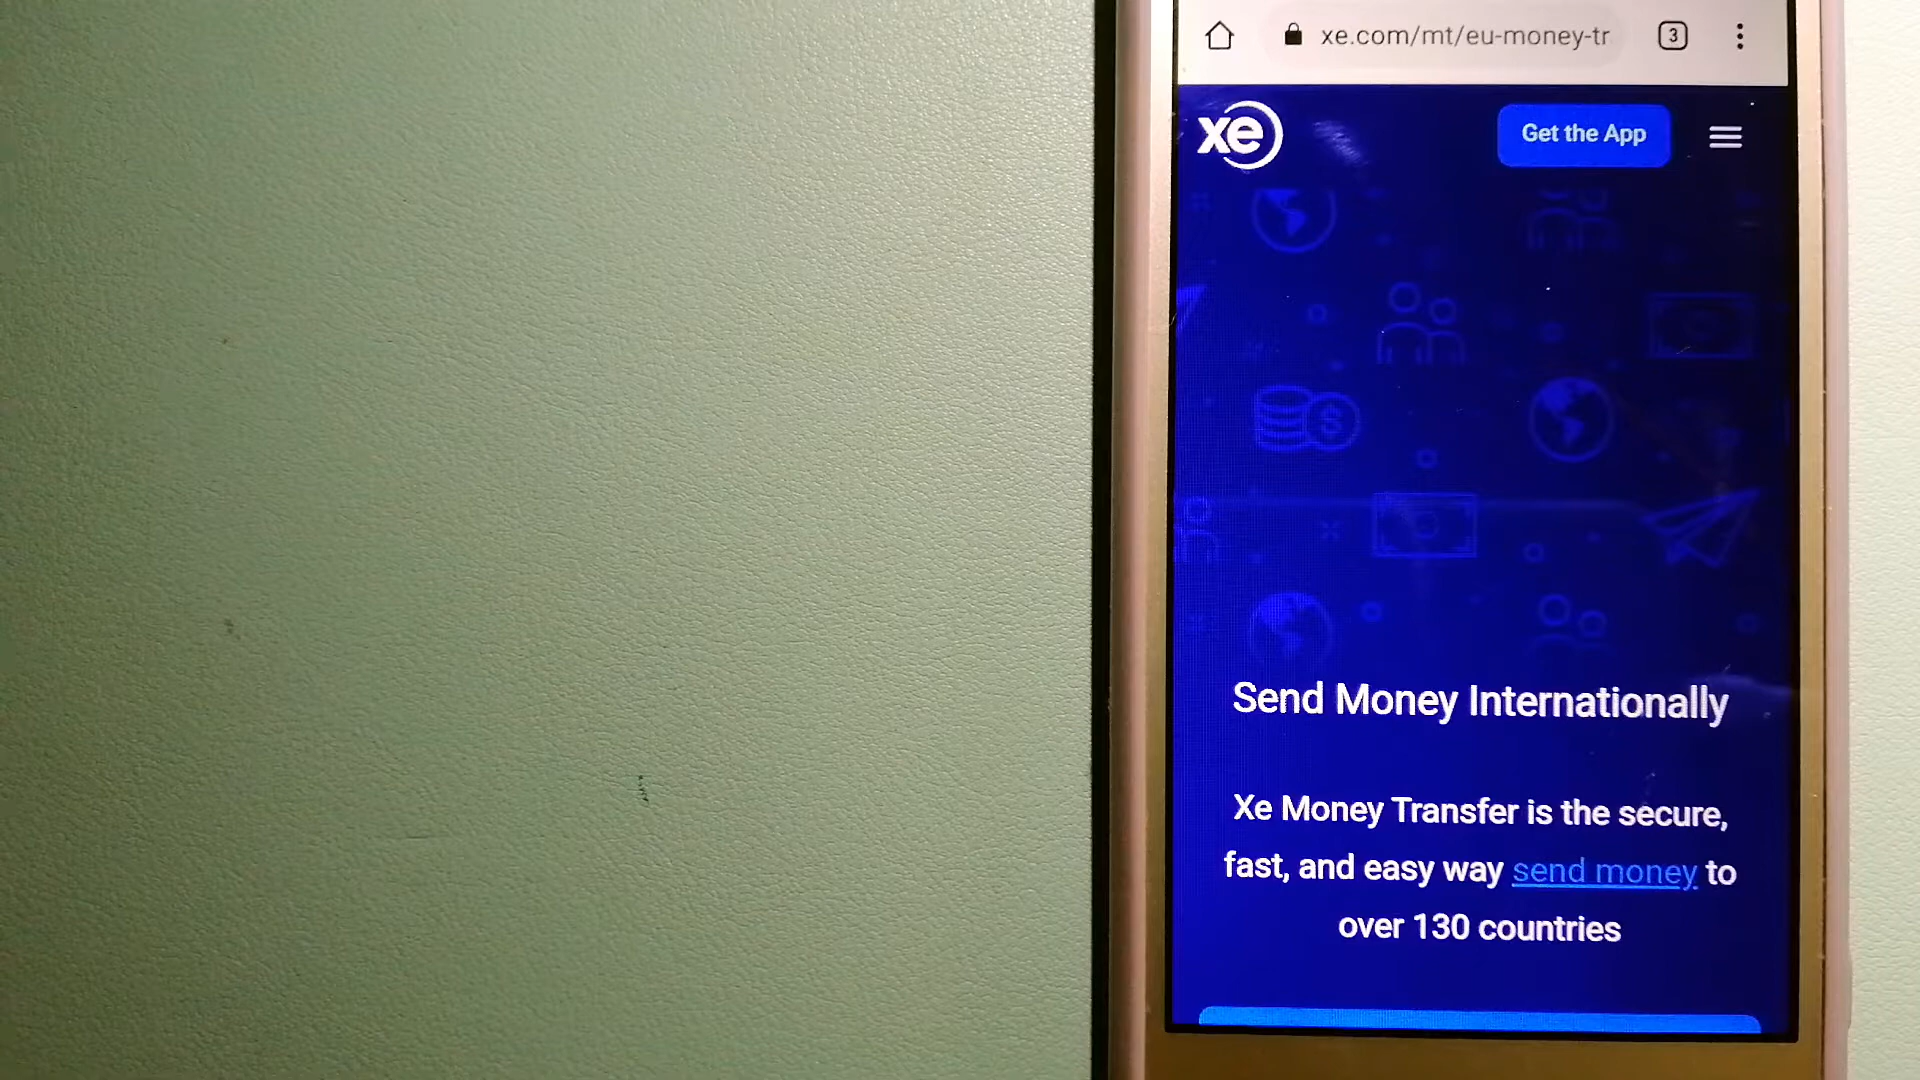 xe.com/mt/eu-money-tr
3
xe
Get the App
Send Money Internationally
Xe Money Transfer is the secure,
fast, and easy way send money to
over 130 countries